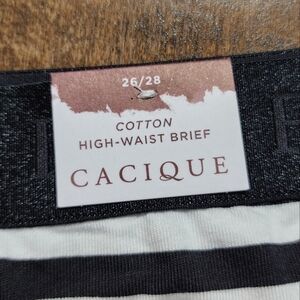 26/28
COTTON
HIGH-WAIST BRIEF
CACIQUE